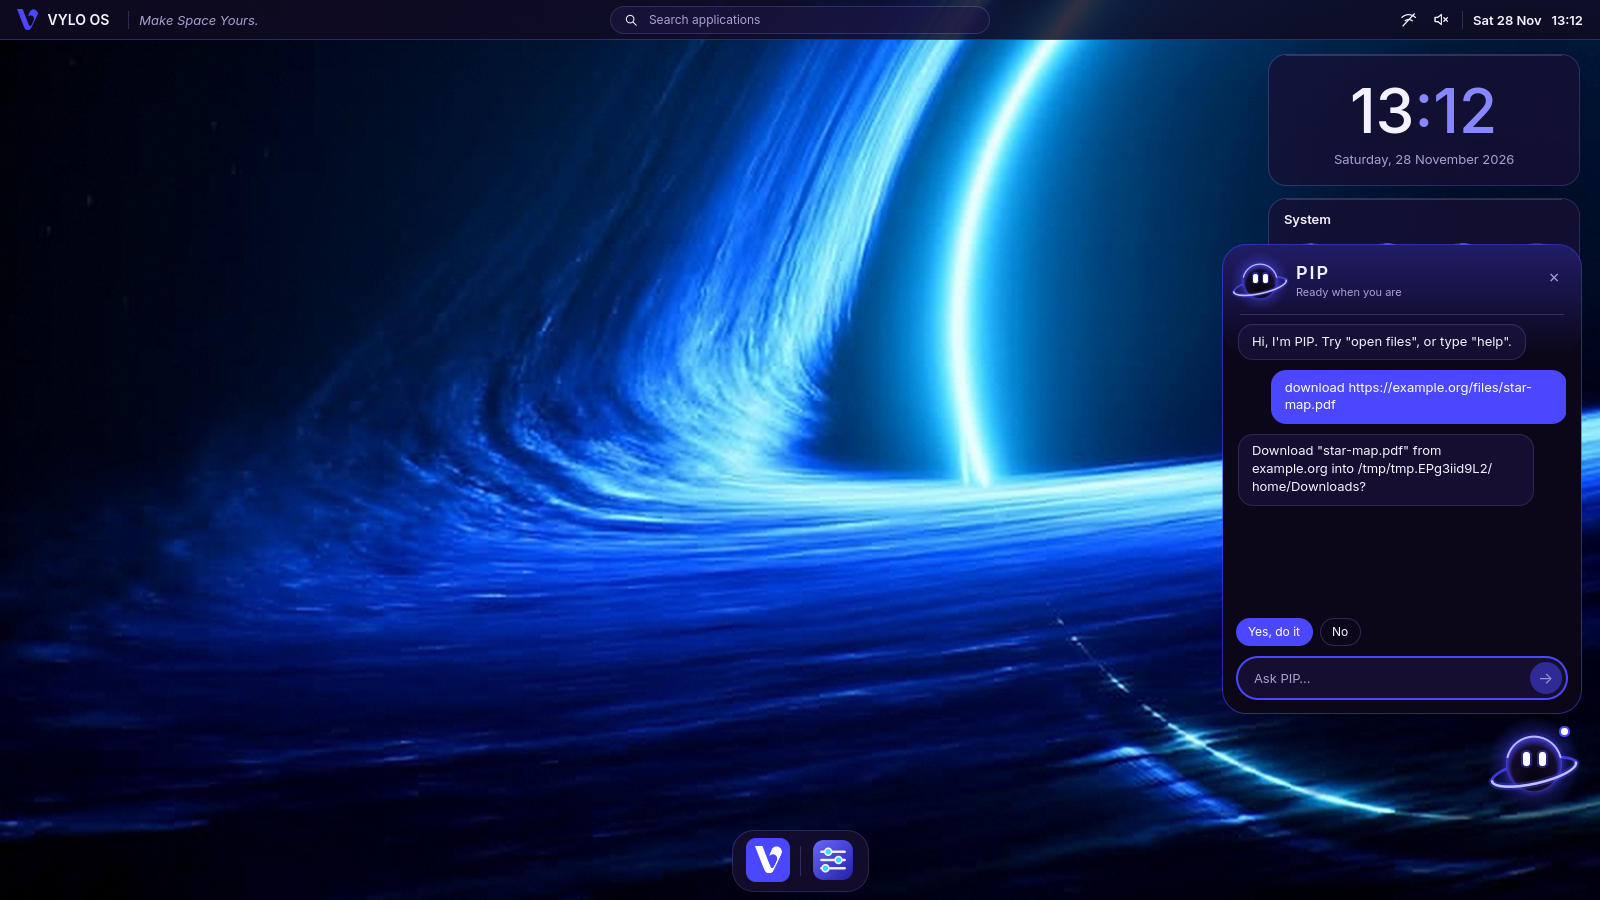 VYLO OS
Make Space Yours.
Search applications
Sat 28 Nov 13:12
13:12
Saturday, 28 November 2026
System
PIP
Ready when you are
Hi, I'm PIP. Try "open files", or type "help".
download https://example.org/files/star-
map.pdf
Download "star-map.pdf" from
example.org into /tmp/tmp.EPg3iid9L2/
home/Downloads?
Yes, do it
No
Ask PIP...